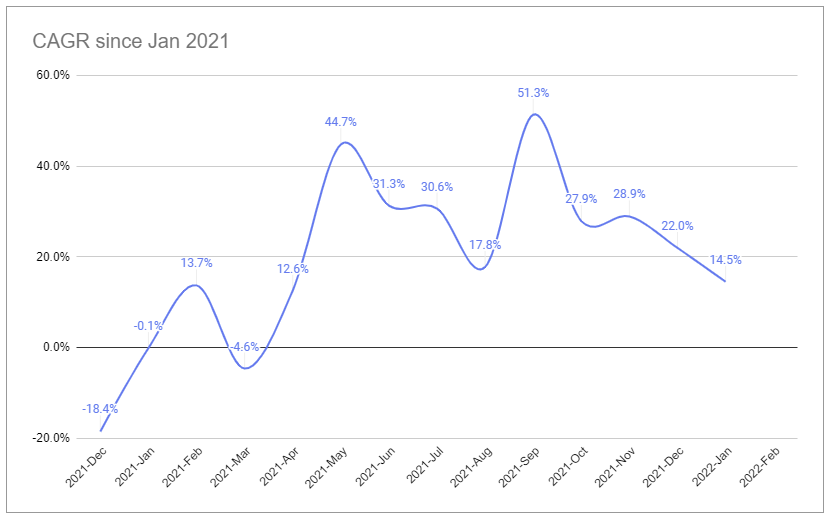 CAGR since Jan 2021
60.0%
40.0%
20.0%
0.0%
-20.0%
-18.4%
-0.1%
13.7%
-4.6%
12.6%
44.7%
31.3%
30.6%
17.8%
51.3%
27.9%
28.9%
22.0%
14.5%
2021-Dec
2021-Jan
2021-Feb
2021-Mar
2021-Apr
2021-May
2021-Jun
2021-Jul
2021-Aug
2021-Sep
2021-Oct
2021-Nov
2021-Dec
2022-Jan
2022-Feb